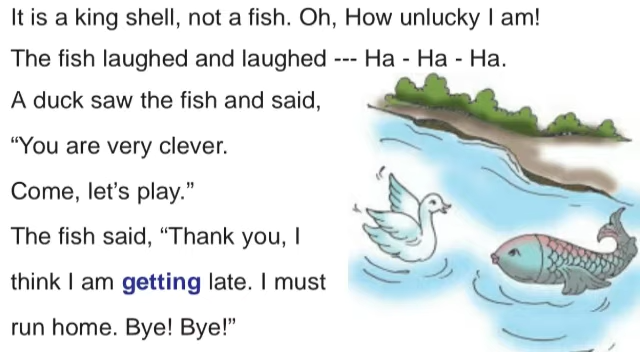 It is a king shell, not a fish. Oh, How unlucky I am!
The fish laughed and laughed --- Ha - Ha - Ha.
A duck saw the fish and said,
“You are very clever.
Come, let’s play.”
The fish said, “Thank you, I
think I am getting late. I must
run home. Bye! Bye!”